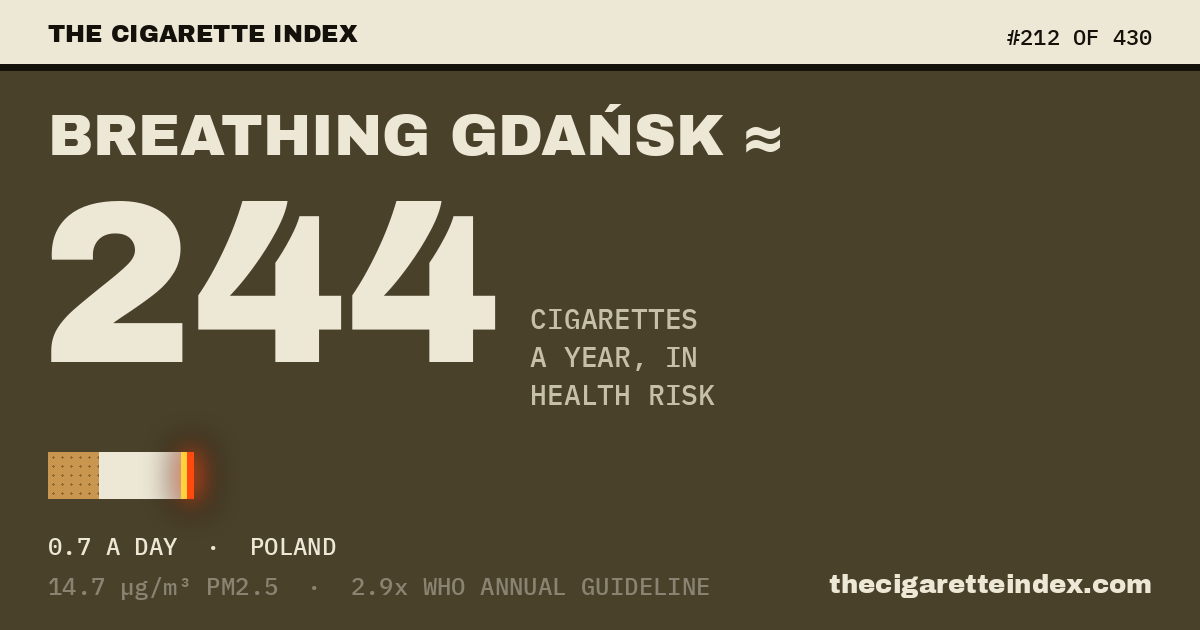 THE CIGARETTE INDEX
#212 OF 430
BREATHING GDAŃSK ≈
244
CIGARETTES
A YEAR, IN
HEALTH RISK
0.7 A DAY · POLAND
14.7 µg/m³ PM2.5 · 2.9x WHO ANNUAL GUIDELINE
thecigaretteindex.com